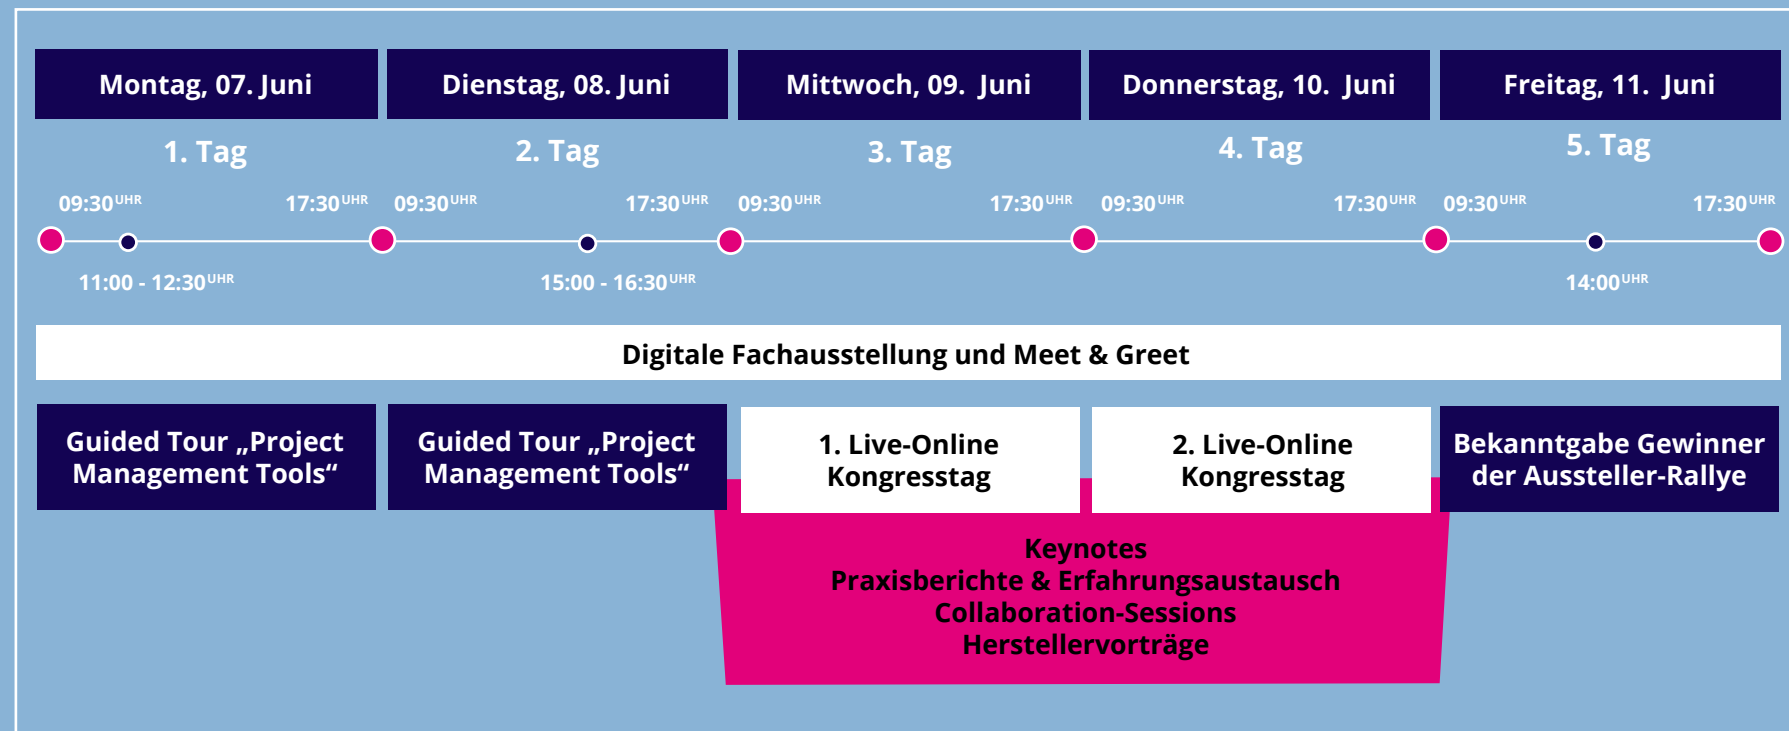 Montag, 07. Juni
Dienstag, 08. Juni
Mittwoch, 09. Juni
Donnerstag, 10. Juni
Freitag, 11. Juni
1. Tag
2. Tag
3. Tag
4. Tag
5. Tag
09:30 UHR
17:30 UHR
09:30 UHR
17:30 UHR
09:30 UHR
17:30 UHR
09:30 UHR
17:30 UHR
09:30 UHR
17:30 UHR
11:00 - 12:30 UHR
15:00 - 16:30 UHR
14:00 UHR
Digitale Fachausstellung und Meet & Greet
Guided Tour „Project
Management Tools“
Guided Tour „Project
Management Tools“
1. Live-Online
Kongresstag
2. Live-Online
Kongresstag
Bekanntgabe Gewinner
der Aussteller-Rallye
Keynotes
Praxisberichte & Erfahrungsaustausch
Collaboration-Sessions
Herstellervorträge